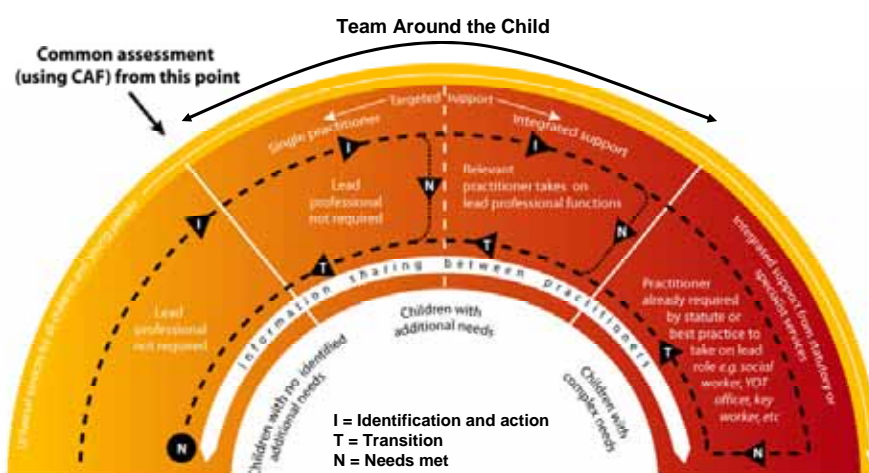 Team Around the Child
Common assessment
(using CAF) from this point
Targeted support
Single practitioner
Integrated support
I
I
I
N
N
N
N
T
T
T
Lead
professional
not required
Lead
professional
not required
Relevant
practitioner takes on
lead professional functions
Practitioner
already required
by statute or
best practice to
take on lead
role e.g. social
worker, YOT
officer, key
worker, etc
Integrated support from statutory or
specialist services
Information sharing between practitioners
Children with no identified
additional needs
Children with
additional needs
Children with
complex needs
I = Identification and action
T = Transition
N = Needs met